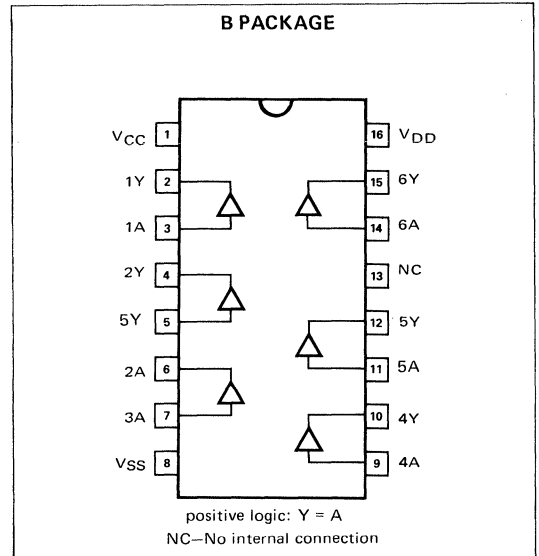 B PACKAGE
VCC 1 16 VDD
1Y 2 15 6Y
1A 3 14 6A
2Y 4 13 NC
5Y 5 12 5Y
2A 6 11 5A
3A 7 10 4Y
VSS 8 9 4A
positive logic: Y = A
NC—No internal connection